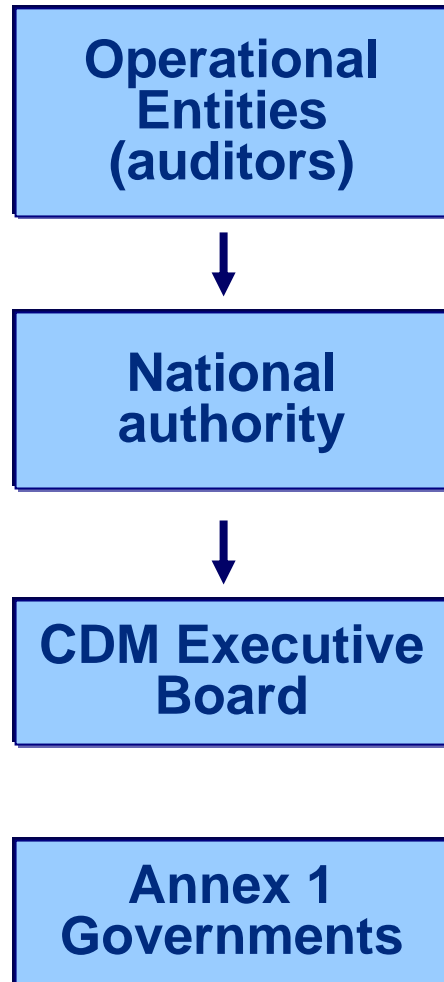 Operational
Entities
(auditors)
National
authority
CDM Executive
Board
Annex 1
Governments